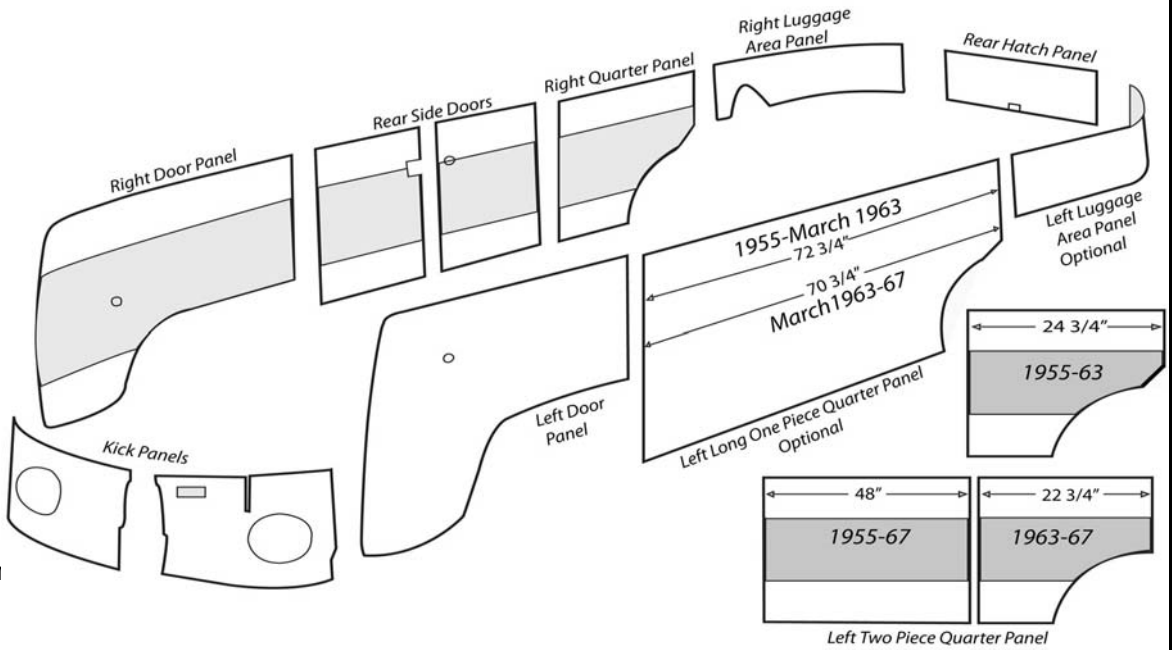 Right Luggage
Area Panel
Rear Hatch Panel
Right Quarter Panel
Rear Side Doors
Right Door Panel
1955-March 1963
72 3/4"
70 3/4"
March1963-67
Left Luggage
Area Panel
Optional
24 3/4"
1955-63
Left Door
Panel
Left Long One Piece Quarter Panel
Optional
Kick Panels
48"
22 3/4"
1955-67
1963-67
Left Two Piece Quarter Panel